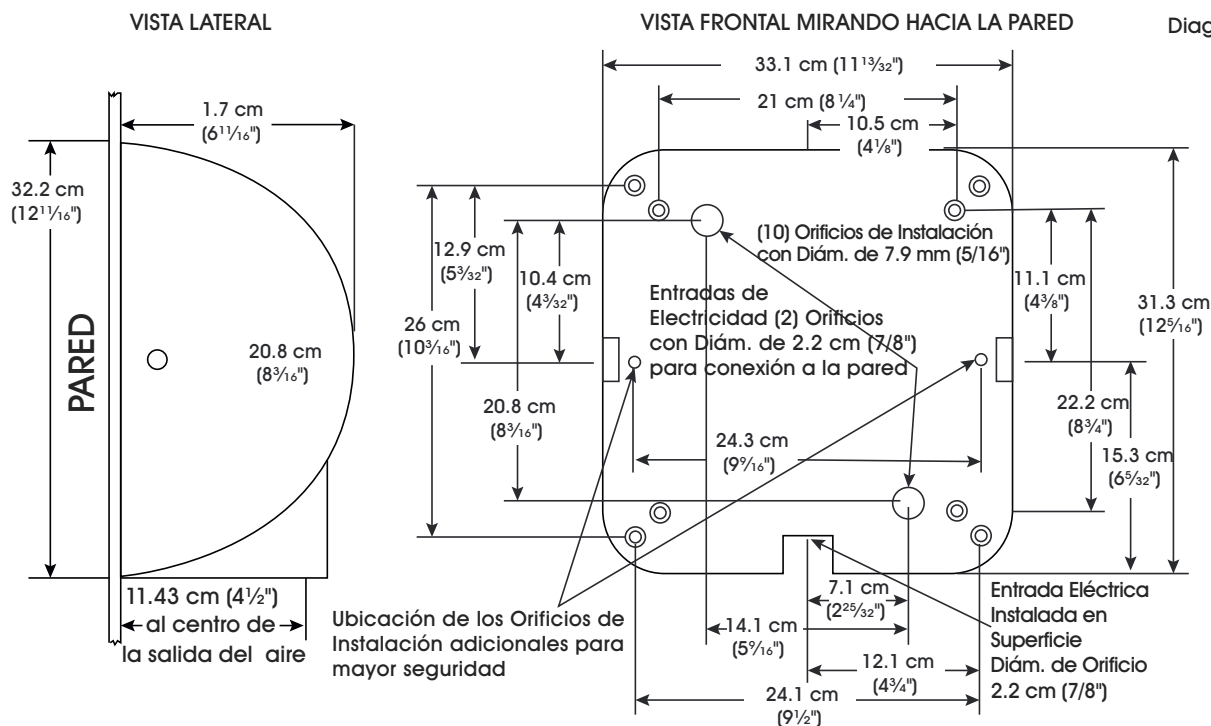 VISTA LATERAL
VISTA FRONTAL MIRANDO HACIA LA PARED
Diag
1.7 cm
(6¹¹⁄₁₆")
32.2 cm
(12¹¹⁄₁₆")
PARED
20.8 cm
(8³⁄₁₆")
11.43 cm (4½")
al centro de
la salida del aire
33.1 cm (11¹³⁄₃₂")
21 cm (8¼")
10.5 cm
(4⅛")
12.9 cm
(5³⁄₃₂")
10.4 cm
(4³⁄₃₂")
26 cm
(10³⁄₁₆")
20.8 cm
(8³⁄₁₆")
(10) Orificios de Instalación
con Diám. de 7.9 mm (5/16")
Entradas de
Electricidad (2) Orificios
con Diám. de 2.2 cm (7/8")
para conexión a la pared
11.1 cm
(4⅜")
31.3 cm
(12⁵⁄₁₆")
22.2 cm
(8¾")
15.3 cm
(6⁵⁄₃₂")
24.3 cm
(9⁹⁄₁₆")
7.1 cm
(2²⁵⁄₃₂")
14.1 cm
(5⁹⁄₁₆")
12.1 cm
(4¾")
24.1 cm
(9½")
Ubicación de los Orificios de
Instalación adicionales para
mayor seguridad
Entrada Eléctrica
Instalada en
Superficie
Diám. de Orificio
2.2 cm (7/8")